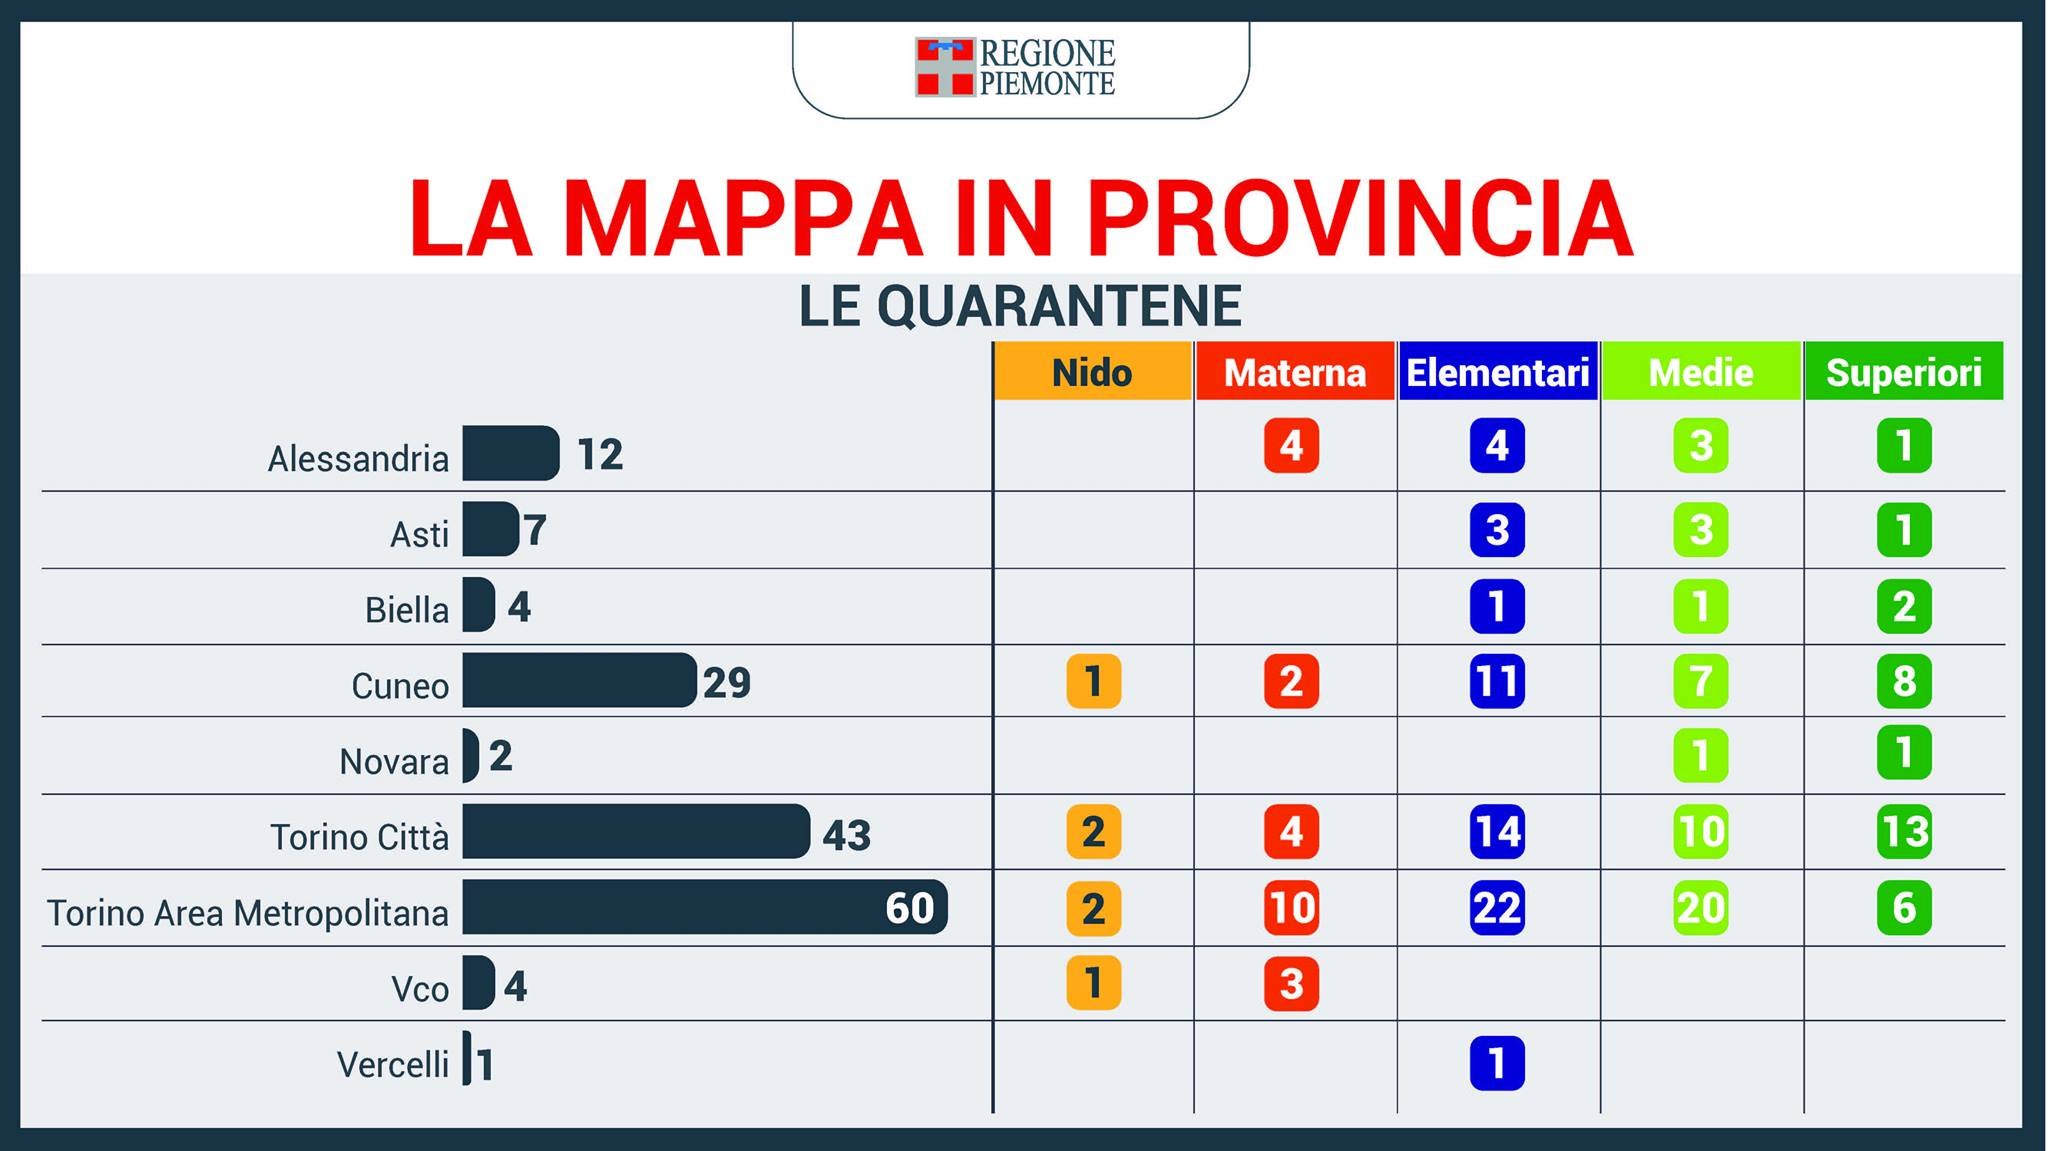 REGIONE
PIEMONTE
LA MAPPA IN PROVINCIA
LE QUARANTENE
Nido Materna Elementari Medie Superiori
Alessandria 12 4 4 3 1
Asti 7 3 3 1
Biella 4 1 1 2
Cuneo 29 1 2 11 7 8
Novara 2 1 1
Torino Città 43 2 4 14 10 13
Torino Area Metropolitana 60 2 10 22 20 6
Vco 4 1 3
Vercelli 1 1